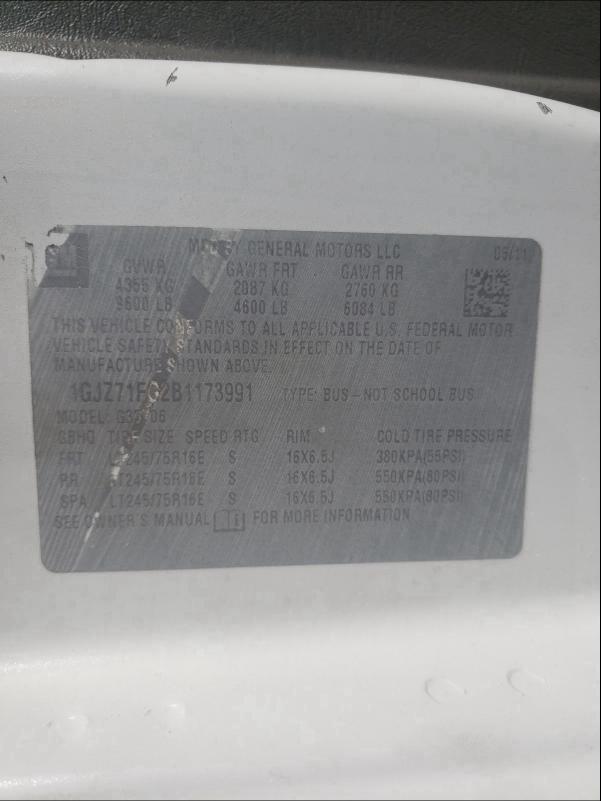 GM
GENERAL MOTORS LLC
GVWR GAWR FRT GAWR RR
4355 KG 2087 KG 2760 KG
9600 LB 4600 LB 6084 LB
THIS VEHICLE CONFORMS TO ALL APPLICABLE U.S. FEDERAL MOTOR
VEHICLE SAFETY STANDARDS IN EFFECT ON THE DATE OF
MANUFACTURE SHOWN ABOVE.
TYPE: BUS-NOT SCHOOL BUS
MODEL:
TIRE SIZE SPEED RTG RIM COLD TIRE PRESSURE
FRT LT245/75R16E S 16X6.5J 380KPA(55PSI)
RR LT245/75R16E S 16X6.5J 550KPA(80PSI)
SPA LT245/75R16E S 16X6.5J 550KPA(80PSI)
SEE OWNER'S MANUAL FOR MORE INFORMATION